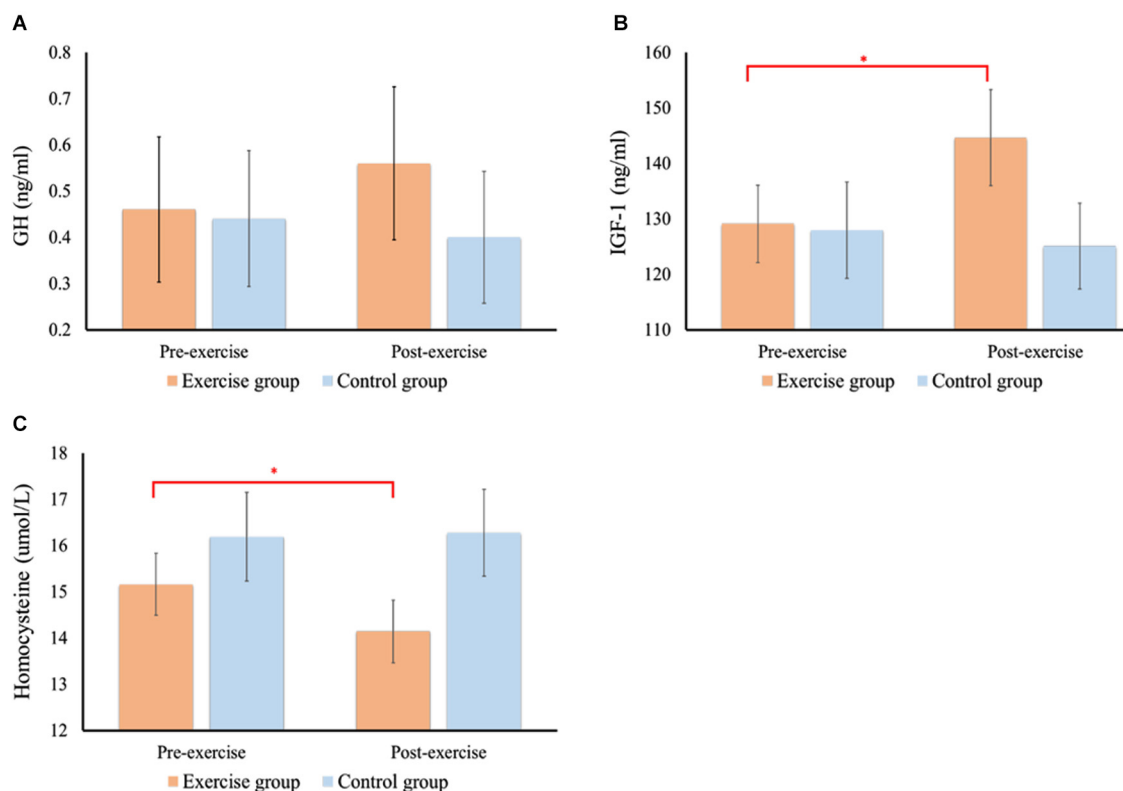 A
GH (ng/ml)
0.8
0.7
0.6
0.5
0.4
0.3
0.2
Pre-exercise Post-exercise
Exercise group Control group
B
IGF-1 (ng/ml)
160
150
140
130
120
110
*
Pre-exercise Post-exercise
Exercise group Control group
C
Homocysteine (umol/L)
18
17
16
15
14
13
12
*
Pre-exercise Post-exercise
Exercise group Control group